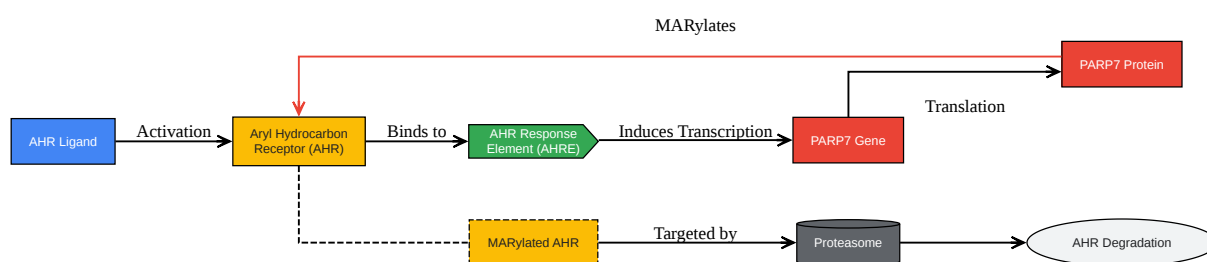 MARylates
PARP7 Protein
Translation
AHR Ligand
Activation
Aryl Hydrocarbon
Receptor (AHR)
Binds to
AHR Response
Element (AHRE)
Induces Transcription
PARP7 Gene
MARylated AHR
Targeted by
Proteasome
AHR Degradation